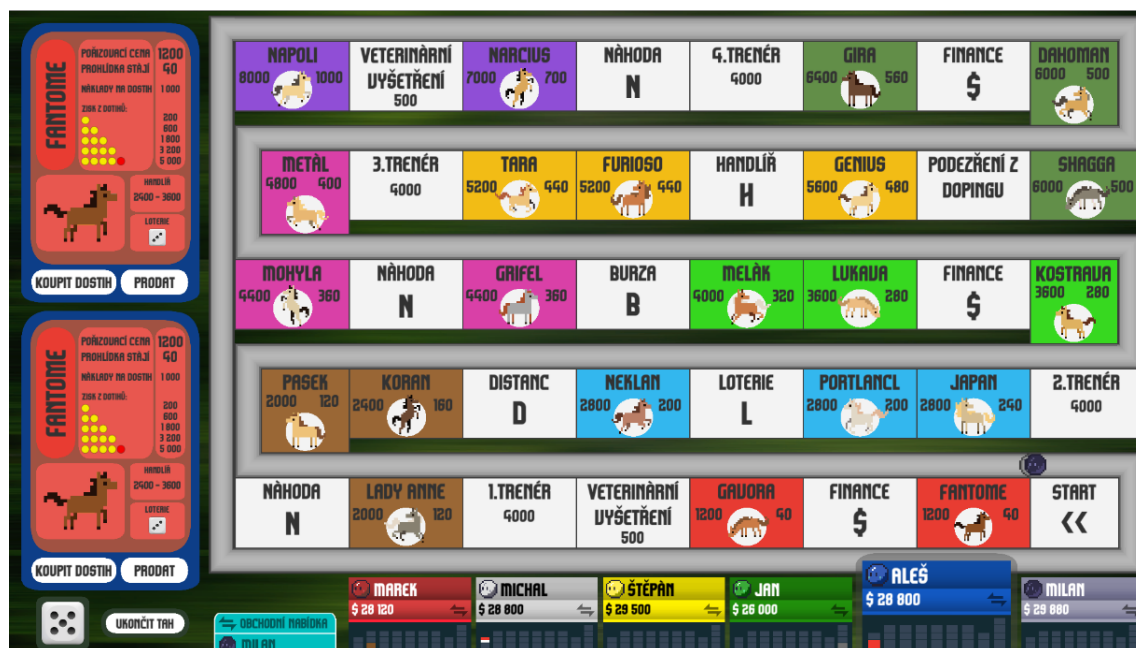 FANTOME
POŘIZOVACÍ CENA 1200
PROHLÍDKA STÁJÍ 40
NÁKLADY NA DOSTIH 1 000
ZISK Z DOTIHŮ:
200
600
1 800
3 200
5 000
HANDLÍŘ
2400 - 3600
LOTERIE
KOUPIT DOSTIH PRODAT
FANTOME
POŘIZOVACÍ CENA 1200
PROHLÍDKA STÁJÍ 40
NÁKLADY NA DOSTIH 1 000
ZISK Z DOTIHŮ:
200
600
1 800
3 200
5 000
HANDLÍŘ
2400 - 3600
LOTERIE
KOUPIT DOSTIH PRODAT
UKONČIT TAH
NAPOLI
8000 1000
VETERINÀRNÍ
VYŠETŘENÍ
500
NARCIUS
7000 700
NÀHODA
N
4.TRENÉR
4000
GIRA
6400 560
FINANCE
$
DAHOMAN
6000 500
METÀL
4800 400
3.TRENÉR
4000
TARA
5200 440
FURIOSO
5200 440
HANDLÍŘ
H
GENIUS
5600 480
PODEZŘENÍ Z
DOPINGU
SHAGGA
6000 500
MOHYLA
4400 360
NÀHODA
N
GRIFEL
4400 360
BURZA
B
MELÀK
4000 320
LUKAVA
3600 280
FINANCE
$
KOSTRAVA
3600 280
PASEK
2000 120
KORAN
2400 160
DISTANC
D
NEKLAN
2800 200
LOTERIE
L
PORTLANCL
2800 200
JAPAN
2800 240
2.TRENÉR
4000
NÀHODA
N
LADY ANNE
2000 120
1.TRENÉR
4000
VETERINÀRNÍ
VYŠETŘENÍ
500
GAVORA
1200 40
FINANCE
$
FANTOME
1200 40
START
<<
OBCHODNÍ NABÍDKA
MILAN
MAREK
$ 28 120
MICHAL
$ 28 800
ŠTĚPÀN
$ 29 500
JAN
$ 26 000
ALEŠ
$ 28 800
MILAN
$ 29 880